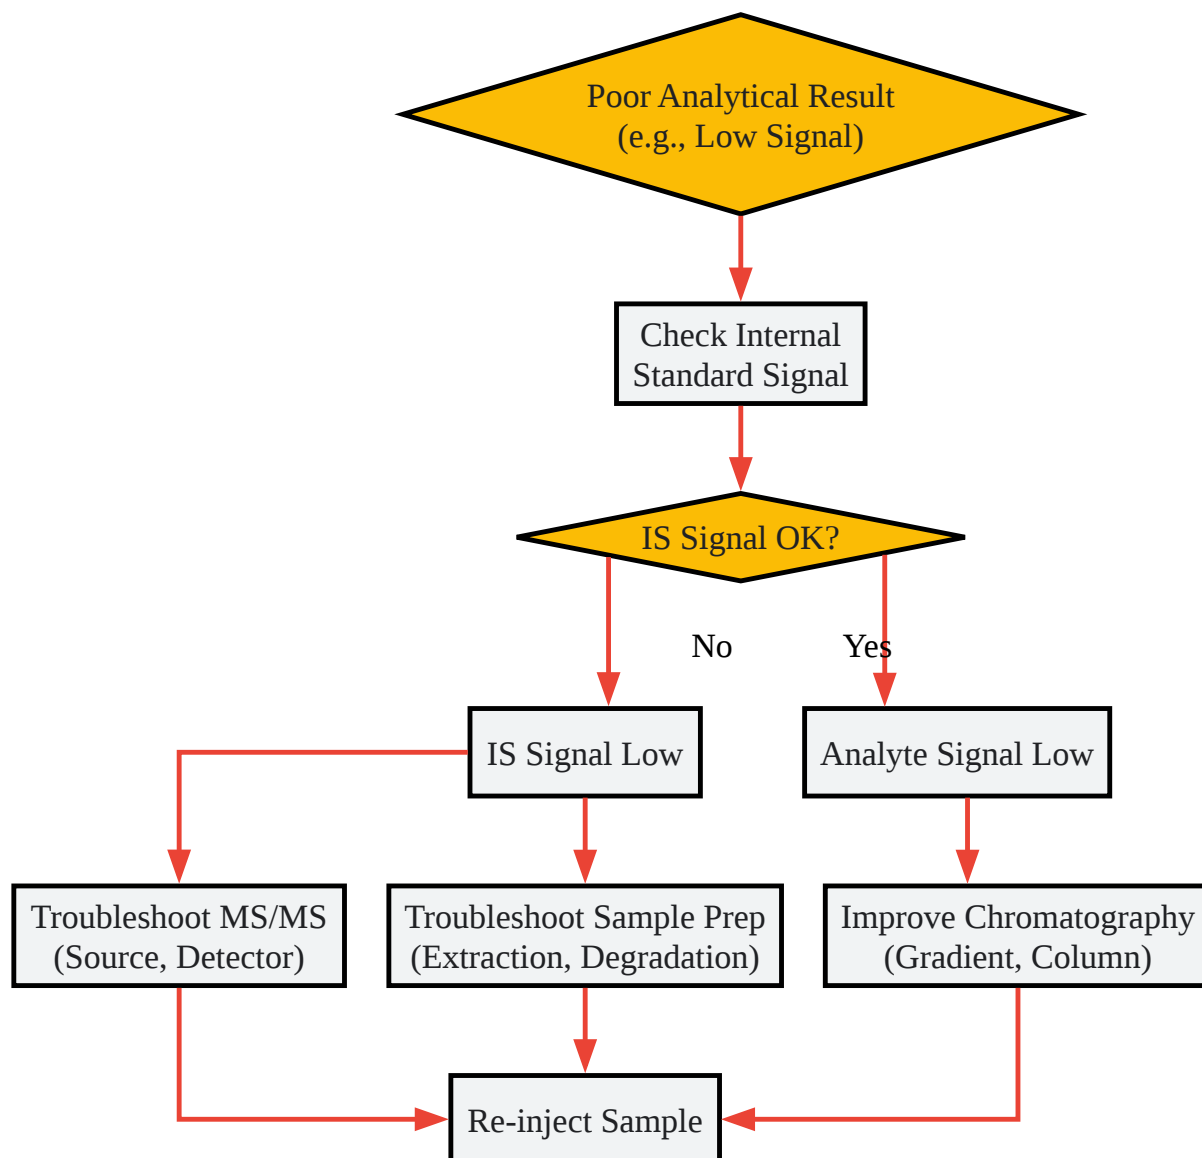 Poor Analytical Result
(e.g., Low Signal)
Check Internal
Standard Signal
IS Signal OK?
No
Yes
IS Signal Low
Analyte Signal Low
Troubleshoot MS/MS
(Source, Detector)
Troubleshoot Sample Prep
(Extraction, Degradation)
Improve Chromatography
(Gradient, Column)
Re-inject Sample